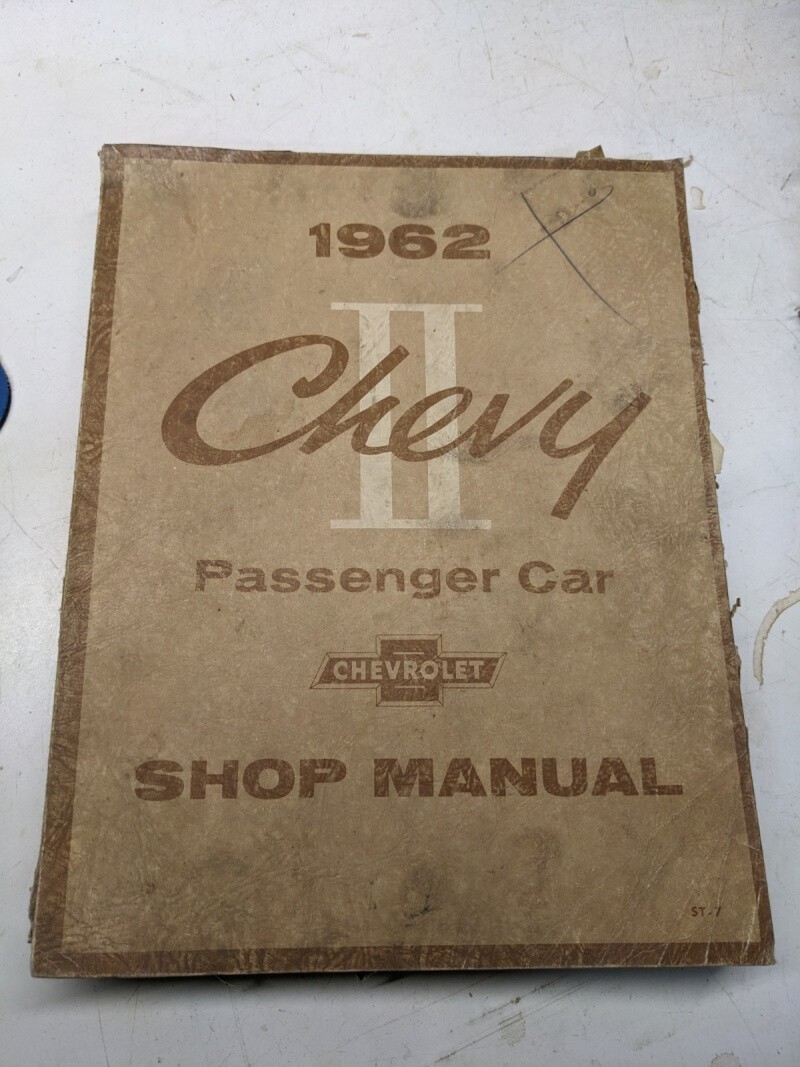 1962
II
Chevy
Passenger Car
CHEVROLET
SHOP MANUAL
ST-7